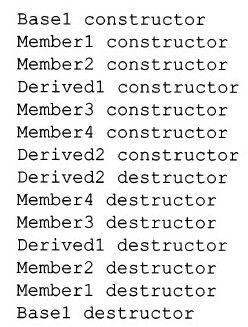 Base1 constructor
Member1 constructor
Member2 constructor
Derived1 constructor
Member3 constructor
Member4 constructor
Derived2 constructor
Derived2 destructor
Member4 destructor
Member3 destructor
Derived1 destructor
Member2 destructor
Member1 destructor
Base1 destructor